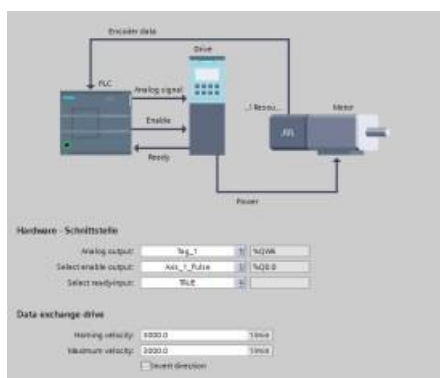 Encoder data
Drive
PLC
Analog signal
Motor
Enable
Ready
Power
Hardware - Schnittstelle
Analog output: Tag_1 %QW6
Select enable output: Axis_1_Pulse %Q0.0
Select ready input: TRUE
Data exchange drive
Homing velocity: 3000.0 1/min
Maximum velocity: 3000.0 1/min
Invert direction